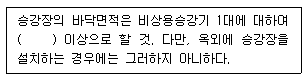 승강장의 바닥면적은 비상용승강기 1대에 대하여
(    ) 이상으로 할 것. 다만, 옥외에 승강장을
설치하는 경우에는 그러하지 아니하다.